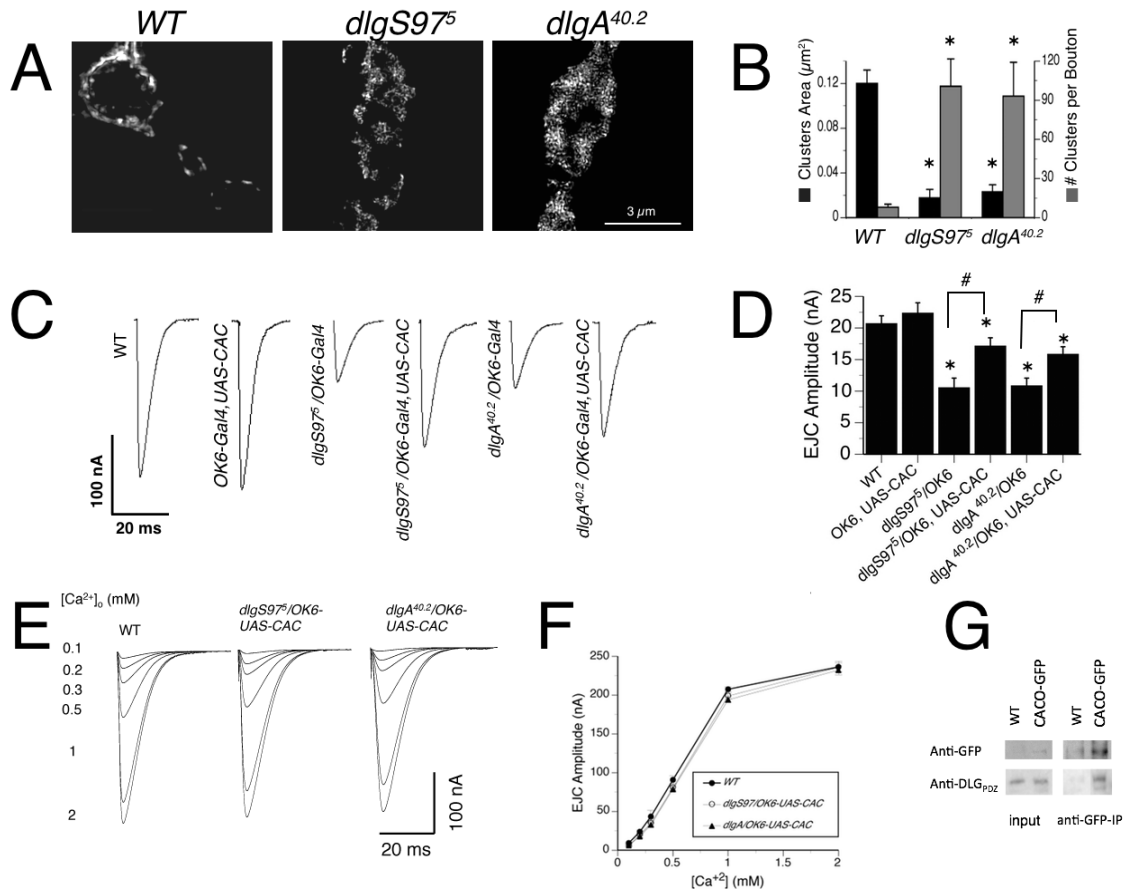 A
WT
dlgS97⁵
dlgA⁴⁰·²
3 µm
B
Clusters Area (µm²)
0.12
0.08
0.04
0
120
90
60
30
0
# Clusters per Bouton
*
*
*
*
WT
dlgS97⁵
dlgA⁴⁰·²
C
WT
OK6-Gal4,UAS-CAC
dlgS97⁵/OK6-Gal4
dlgS97⁵/OK6-Gal4,UAS-CAC
dlgA⁴⁰·²/OK6-Gal4
dlgA⁴⁰·²/OK6-Gal4,UAS-CAC
100 nA
20 ms
D
EJC Amplitude (nA)
25
20
15
10
5
0
#
#
*
*
*
*
WT
OK6, UAS-CAC
dlgS97⁵/OK6
dlgS97⁵/OK6, UAS-CAC
dlgA ⁴⁰·²/OK6
dlgA ⁴⁰·²/OK6, UAS-CAC
E
[Ca²⁺]ₒ (mM)
WT
dlgS97⁵/OK6-
UAS-CAC
dlgA⁴⁰·²/OK6-
UAS-CAC
0.1
0.2
0.3
0.5
1
2
100 nA
20 ms
F
EJC Amplitude (nA)
250
200
150
100
50
0
0
0.5
1
1.5
2
[Ca⁺²] (mM)
WT
dlgS97/OK6-UAS-CAC
dlgA/OK6-UAS-CAC
G
WT
CACO-GFP
WT
CACO-GFP
Anti-GFP
Anti-DLG_PDZ
input
anti-GFP-IP